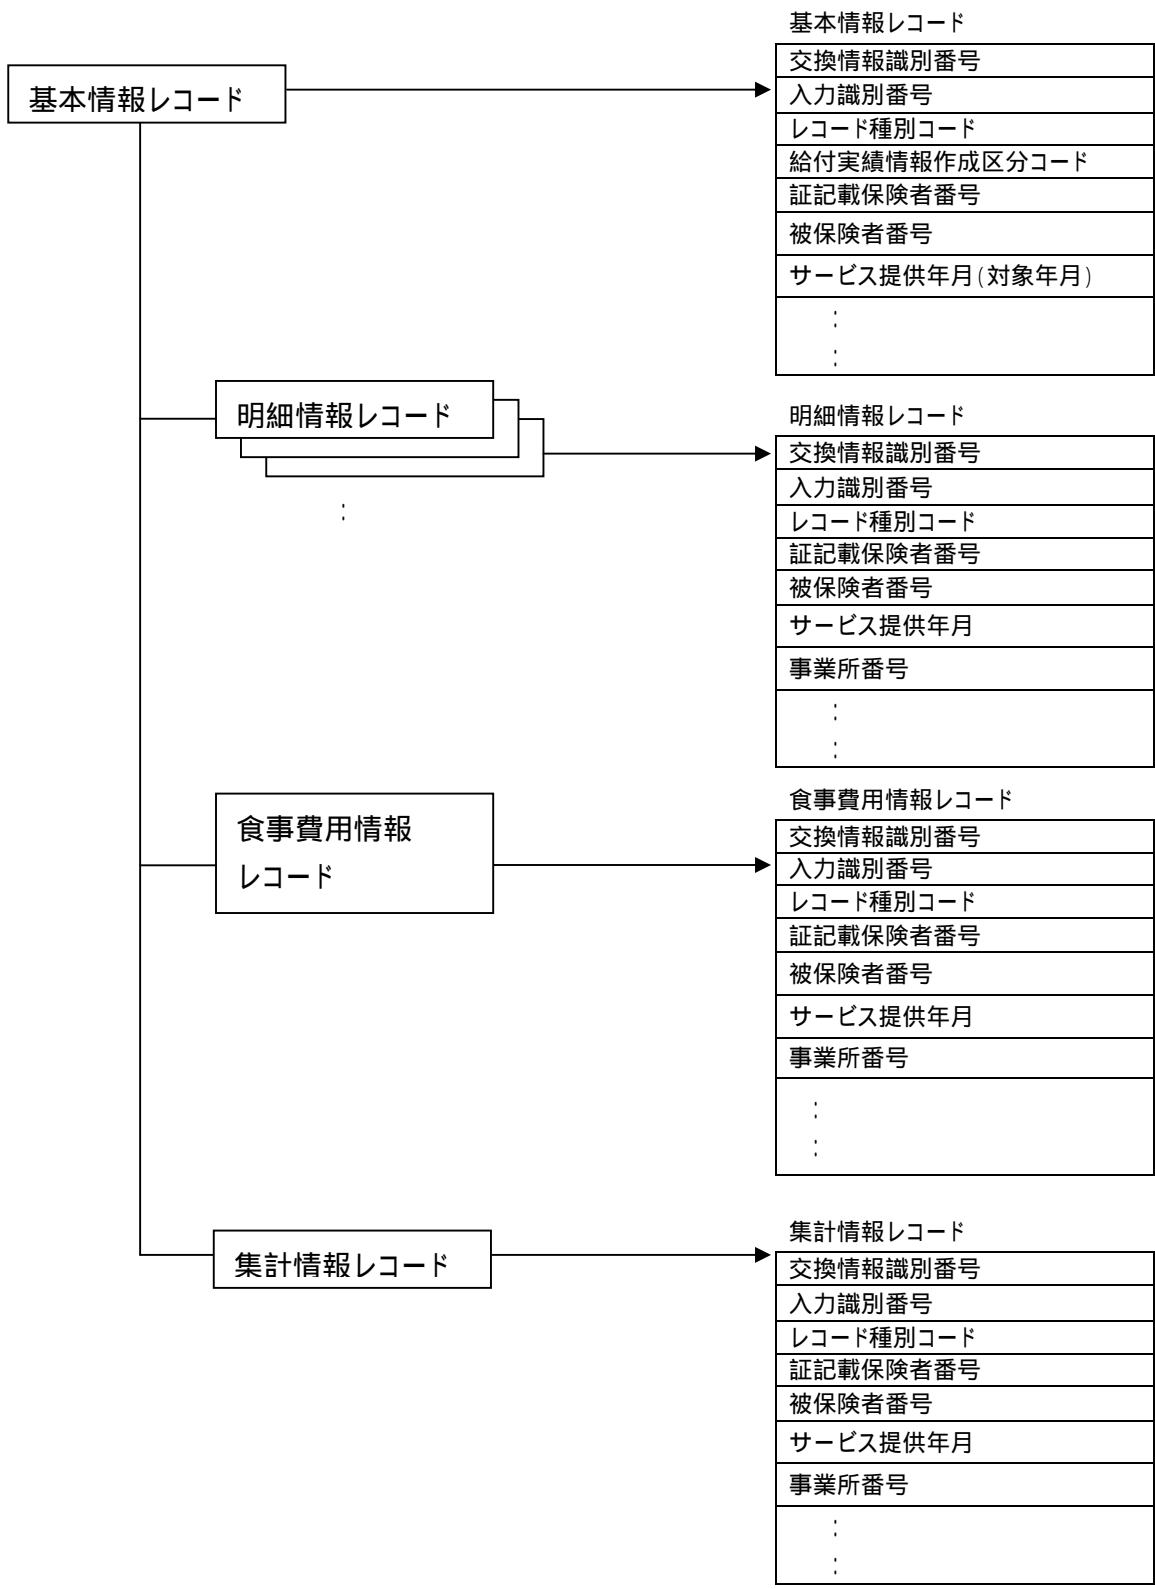 基本情報レコード
基本情報レコード
交換情報識別番号
入力識別番号
レコード種別コード
給付実績情報作成区分コード
証記載保険者番号
被保険者番号
サービス提供年月(対象年月)
:
:
明細情報レコード
:
明細情報レコード
交換情報識別番号
入力識別番号
レコード種別コード
証記載保険者番号
被保険者番号
サービス提供年月
事業所番号
:
:
食事費用情報
レコード
食事費用情報レコード
交換情報識別番号
入力識別番号
レコード種別コード
証記載保険者番号
被保険者番号
サービス提供年月
事業所番号
:
:
集計情報レコード
集計情報レコード
交換情報識別番号
入力識別番号
レコード種別コード
証記載保険者番号
被保険者番号
サービス提供年月
事業所番号
:
: